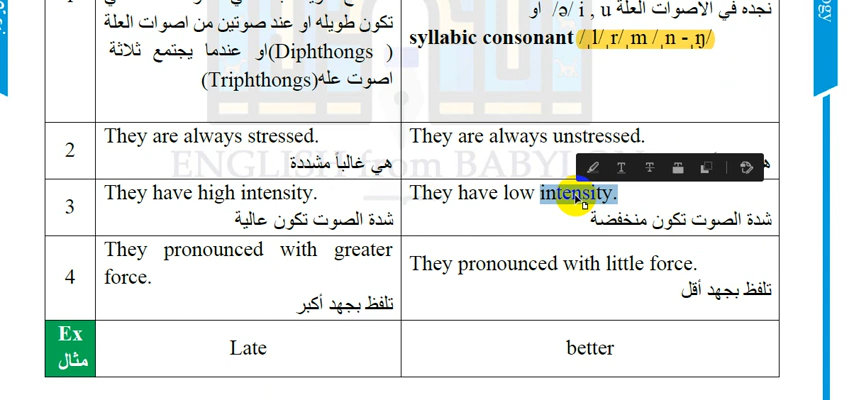 تكون طويله او عند صوتين من اصوات العلة
( Diphthongs)او عندما يجتمع ثلاثة
اصوت عله(Triphthongs)
نجده في الاصوات العلة /ə/ i , u او
syllabic consonant /ˌl/ˌr/ˌm /ˌn -ˌŋ/
2
They are always stressed.
هي غالباً مشددة
They are always unstressed.
3
They have high intensity.
شدة الصوت تكون عالية
They have low intensity.
شدة الصوت تكون منخفضة
4
They pronounced with greater
force.
تلفظ بجهد أكبر
They pronounced with little force.
تلفظ بجهد أقل
Ex
مثال
Late
better
ENGLISH from BABYLON